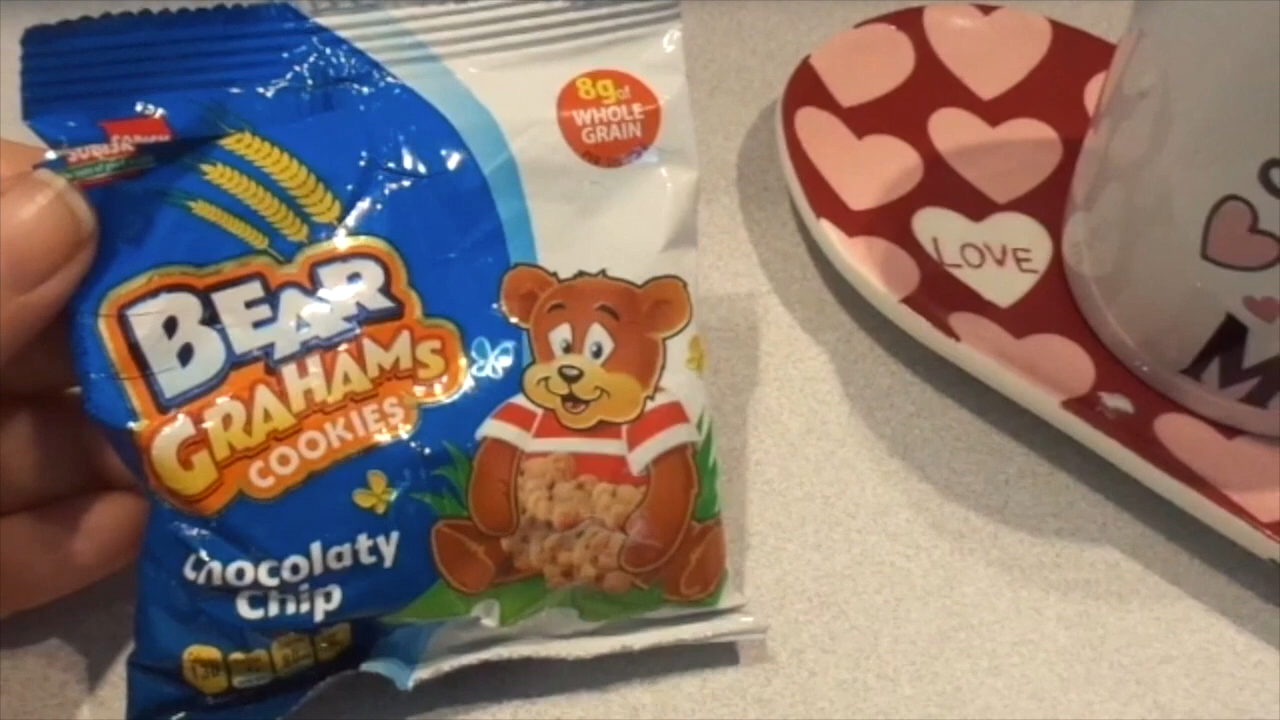 8g of
WHOLE
GRAIN
BEAR
GRAHAMS
COOKIES
Chocolaty
Chip
LOVE
M